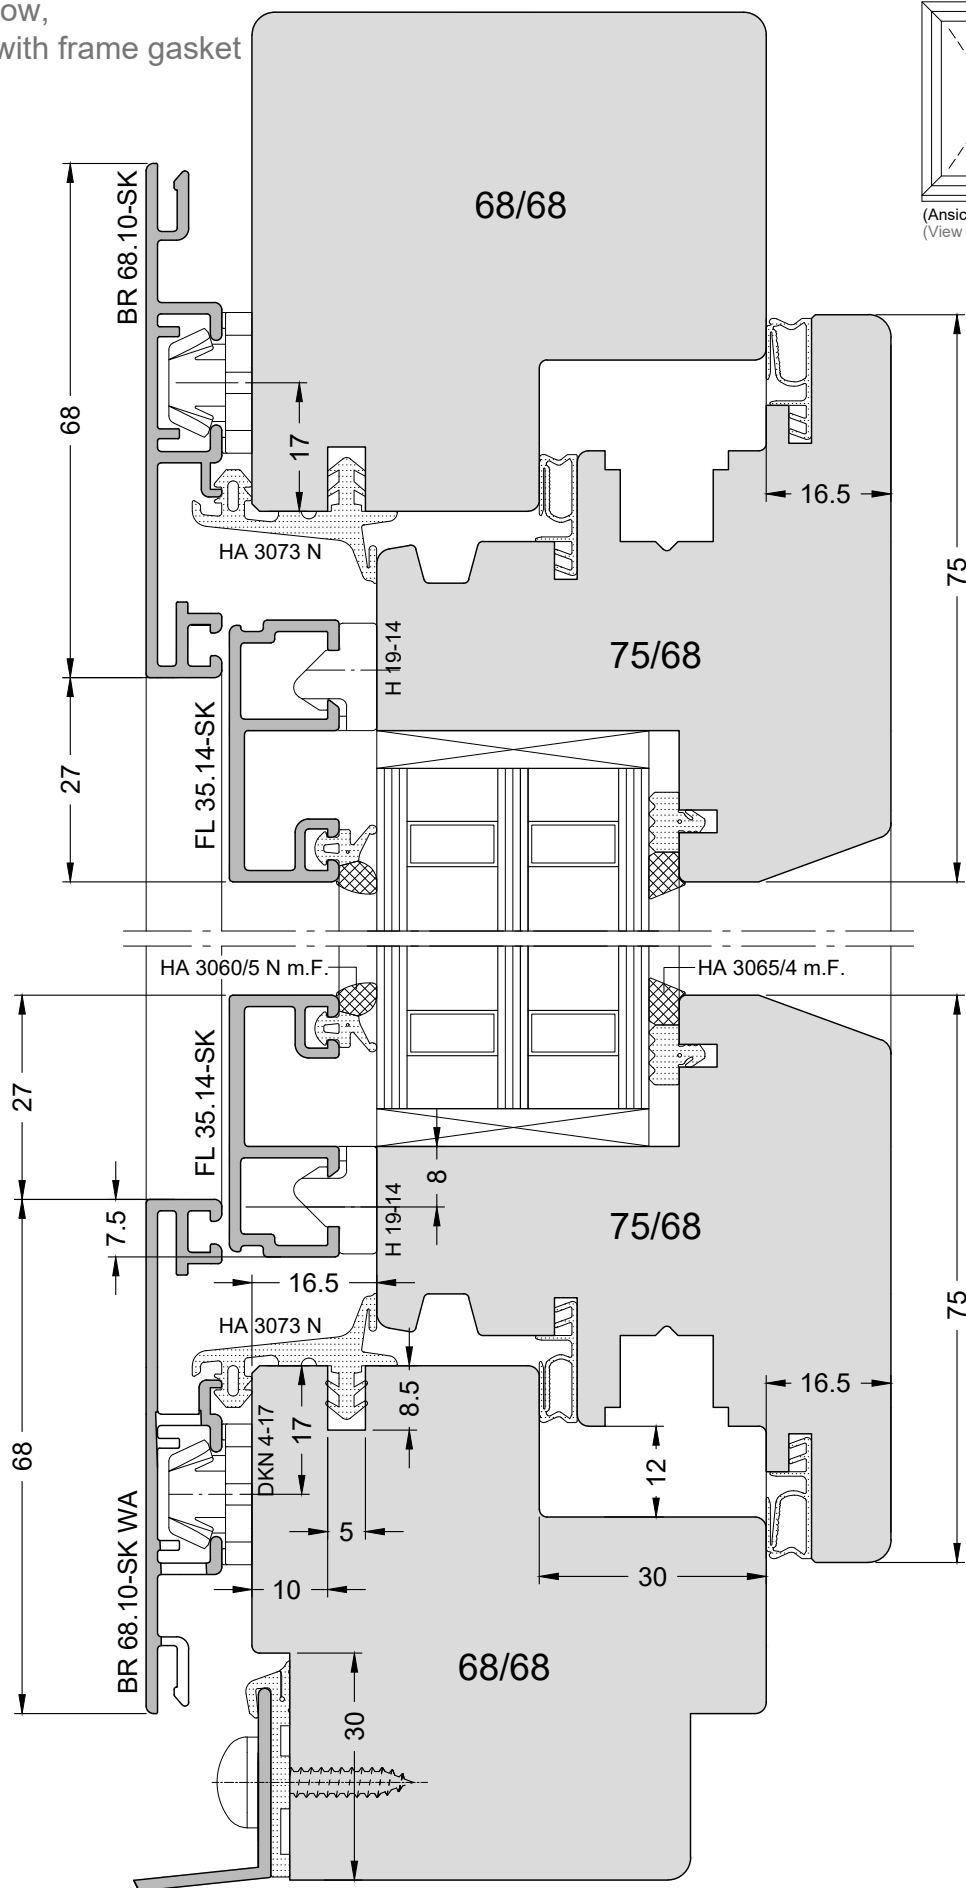 with frame gasket
68/68
BR 68.10-SK
68
17
HA 3073 N
16.5
75
75/68
H 19-14
FL 35.14-SK
27
HA 3060/5 N m.F.
HA 3065/4 m.F.
27
FL 35.14-SK
8
H 19-14
75/68
7.5
16.5
HA 3073 N
75
16.5
8.5
17
DKN 4-17
12
68
5
10
30
BR 68.10-SK WA
68/68
30
(View